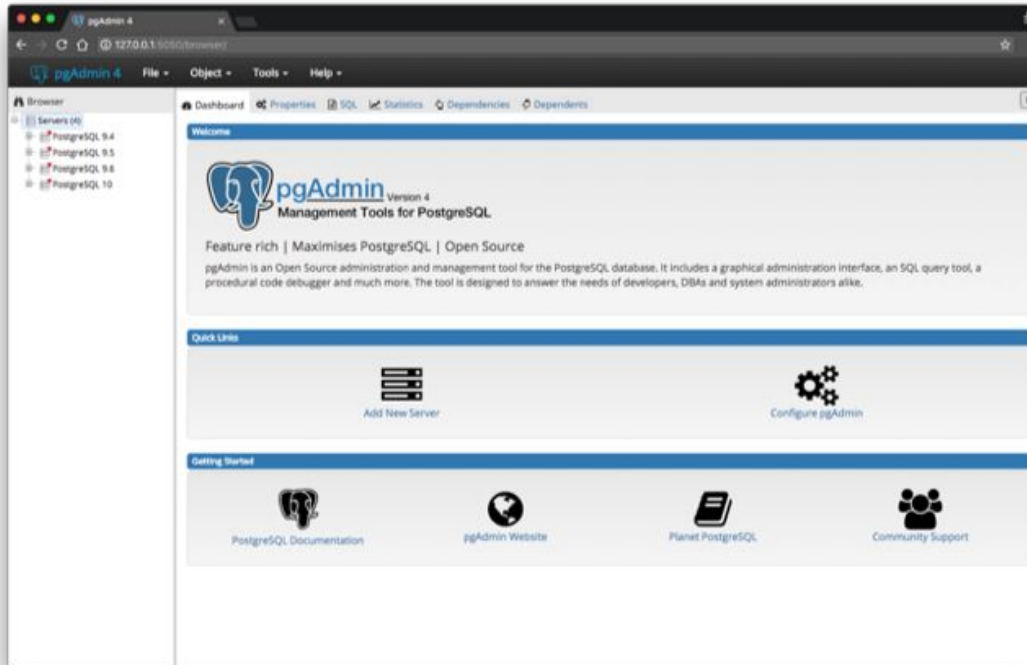 pgAdmin 4
127.0.0.1:5050/browser/
pgAdmin 4 File Object Tools Help
Browser
Servers (4)
PostgreSQL 9.4
PostgreSQL 9.5
PostgreSQL 9.6
PostgreSQL 10
Dashboard Properties SQL Statistics Dependencies Dependents
Welcome
pgAdmin Version 4
Management Tools for PostgreSQL
Feature rich | Maximises PostgreSQL | Open Source
pgAdmin is an Open Source administration and management tool for the PostgreSQL database. It includes a graphical administration interface, an SQL query tool, a
procedural code debugger and much more. The tool is designed to answer the needs of developers, DBAs and system administrators alike.
Quick Links
Add New Server Configure pgAdmin
Getting Started
PostgreSQL Documentation pgAdmin Website Planet PostgreSQL Community Support